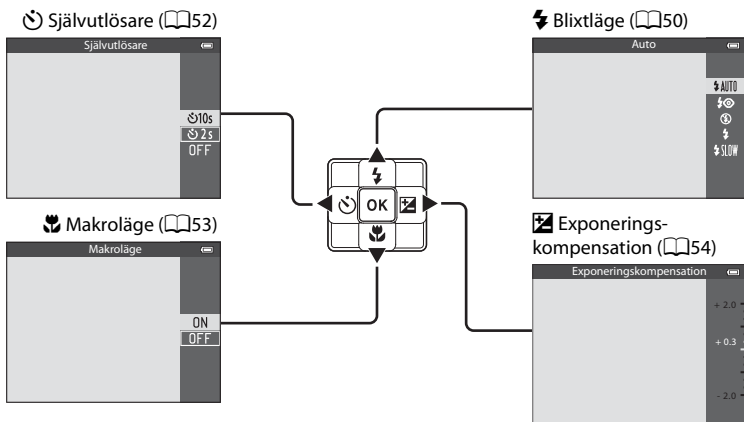 Självutlösare (52)
Självutlösare
10s
2s
OFF
Blixtläge (50)
Auto
AUTO
SLOW
OK
Makroläge (53)
Makroläge
ON
OFF
Exponerings-
kompensation (54)
Exponeringskompensation
+ 2.0
+ 0.3
- 2.0